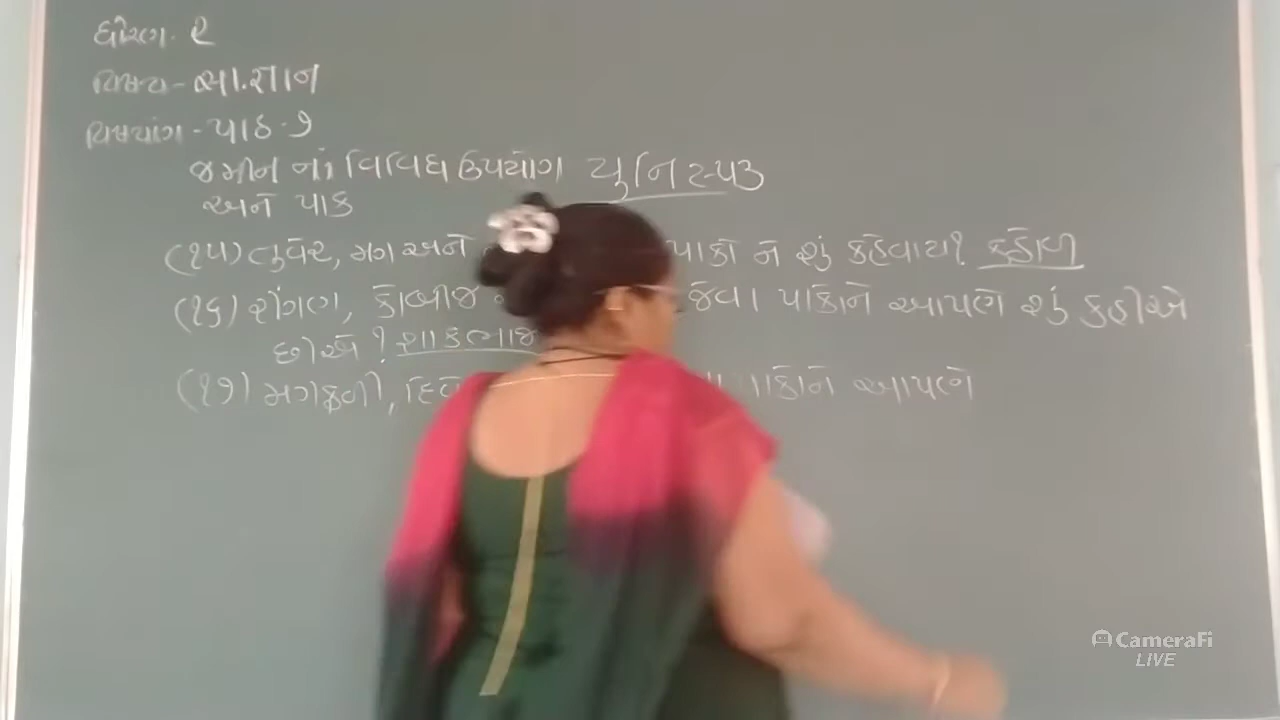 ધોરણ. ૨
વિષય - સા.જ્ઞાન
વિષયાંગ - પાઠ - ૭
જમીન નાં વિવિધ ઉપયોગ યુનિટ-૫૩
અને પાક
(૧૫) તુવેર, મગ અને પાકો ને શું કહેવાય? કઠોળ
(૧૬) રીંગણ, કોબીજ જેવા પાકોને આપણે શું કહીએ
છીએ? શાકભાજી
(૧૭) મગફળી, પાકોને આપણે
CameraFi
LIVE